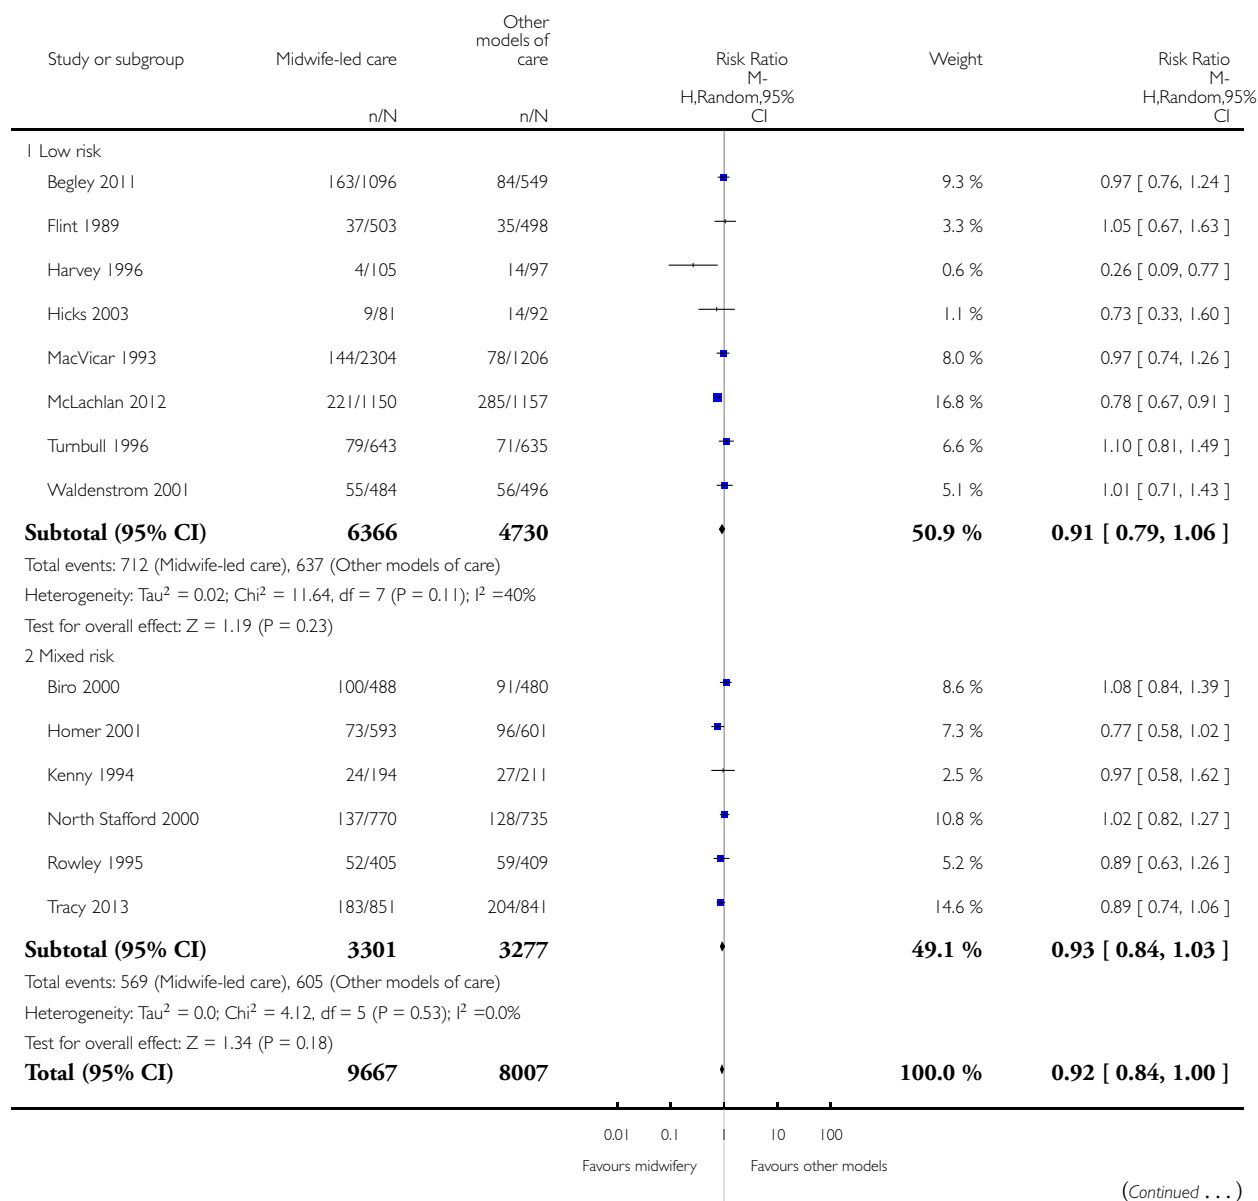 Study or subgroup Midwife-led care Other models of care Risk Ratio Weight Risk Ratio
n/N n/N M-H,Random,95% CI M-H,Random,95% CI
1 Low risk
Begley 2011 163/1096 84/549 9.3 % 0.97 [ 0.76, 1.24 ]
Flint 1989 37/503 35/498 3.3 % 1.05 [ 0.67, 1.63 ]
Harvey 1996 4/105 14/97 0.6 % 0.26 [ 0.09, 0.77 ]
Hicks 2003 9/81 14/92 1.1 % 0.73 [ 0.33, 1.60 ]
MacVicar 1993 144/2304 78/1206 8.0 % 0.97 [ 0.74, 1.26 ]
McLachlan 2012 221/1150 285/1157 16.8 % 0.78 [ 0.67, 0.91 ]
Turnbull 1996 79/643 71/635 6.6 % 1.10 [ 0.81, 1.49 ]
Waldenstrom 2001 55/484 56/496 5.1 % 1.01 [ 0.71, 1.43 ]
Subtotal (95% CI) 6366 4730 50.9 % 0.91 [ 0.79, 1.06 ]
Total events: 712 (Midwife-led care), 637 (Other models of care)
Heterogeneity: Tau² = 0.02; Chi² = 11.64, df = 7 (P = 0.11); I² =40%
Test for overall effect: Z = 1.19 (P = 0.23)
2 Mixed risk
Biro 2000 100/488 91/480 8.6 % 1.08 [ 0.84, 1.39 ]
Homer 2001 73/593 96/601 7.3 % 0.77 [ 0.58, 1.02 ]
Kenny 1994 24/194 27/211 2.5 % 0.97 [ 0.58, 1.62 ]
North Stafford 2000 137/770 128/735 10.8 % 1.02 [ 0.82, 1.27 ]
Rowley 1995 52/405 59/409 5.2 % 0.89 [ 0.63, 1.26 ]
Tracy 2013 183/851 204/841 14.6 % 0.89 [ 0.74, 1.06 ]
Subtotal (95% CI) 3301 3277 49.1 % 0.93 [ 0.84, 1.03 ]
Total events: 569 (Midwife-led care), 605 (Other models of care)
Heterogeneity: Tau² = 0.0; Chi² = 4.12, df = 5 (P = 0.53); I² =0.0%
Test for overall effect: Z = 1.34 (P = 0.18)
Total (95% CI) 9667 8007 100.0 % 0.92 [ 0.84, 1.00 ]
0.01 0.1 1 10 100
Favours midwifery Favours other models
(Continued . . . )